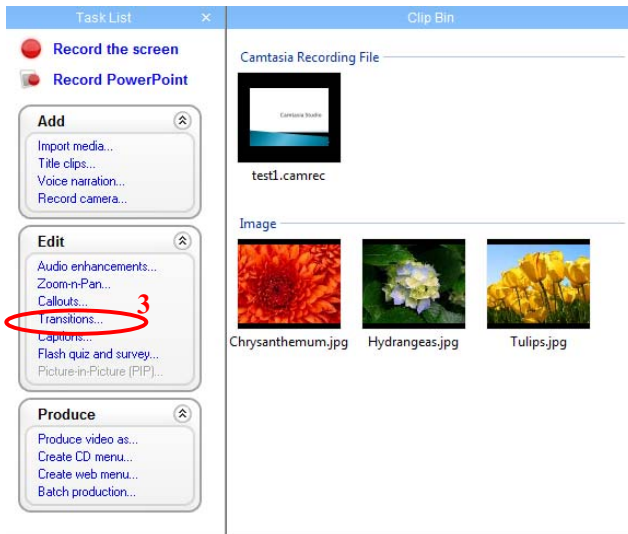 Task List
Record the screen
Record PowerPoint
Add
Import media...
Title clips...
Voice narration...
Record camera...
Edit
Audio enhancements...
Zoom-n-Pan...
Callouts...
3
Transitions...
Captions...
Flash quiz and survey...
Picture-in-Picture (PIP)...
Produce
Produce video as...
Create CD menu...
Create web menu...
Batch production...
Clip Bin
Camtasia Recording File
Camtasia Studio
test1.camrec
Image
Chrysanthemum.jpg Hydrangeas.jpg Tulips.jpg